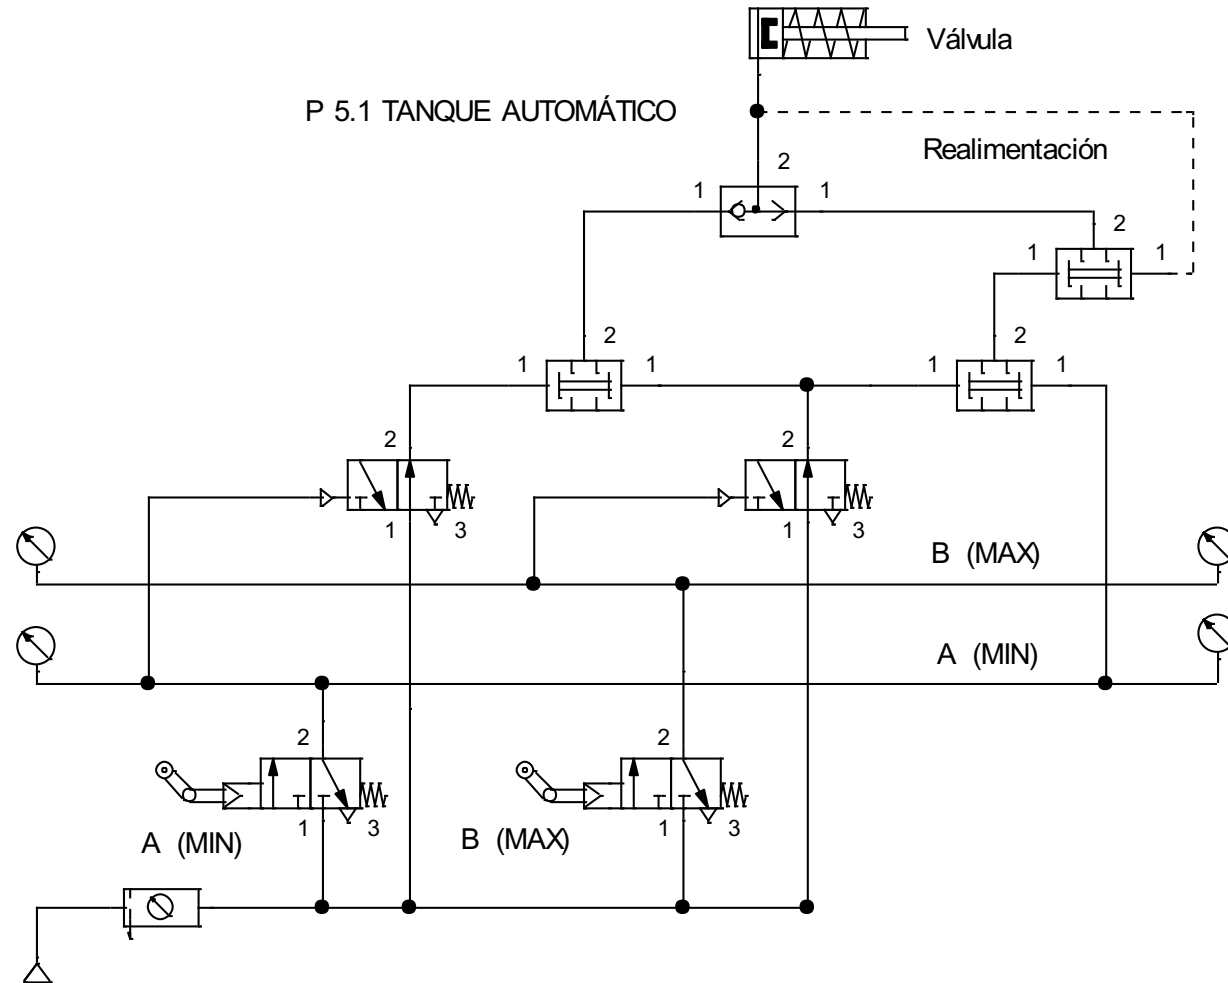 Válvula
P 5.1 TANQUE AUTOMÁTICO
Realimentación
2
1 1
2
1 1
2 2
1 1 1 1
2 2
1 3 1 3
B (MAX)
A (MIN)
2 2
1 3 1 3
A (MIN) B (MAX)